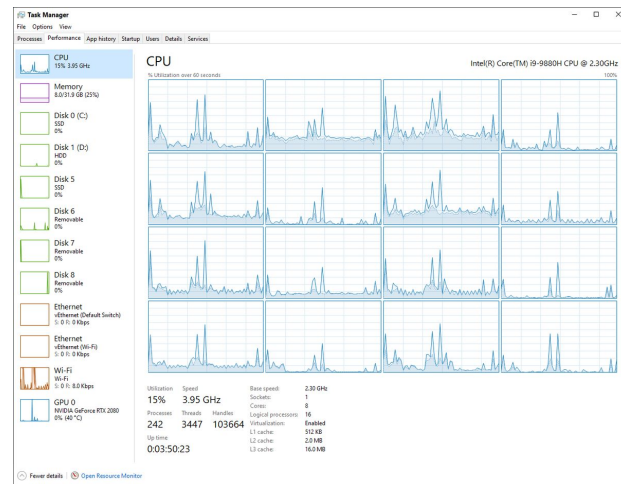 Task Manager
File Options View
Processes Performance App history Startup Users Details Services
CPU
15% 3.95 GHz
Memory
8.0/31.9 GB (25%)
Disk 0 (C:)
SSD
0%
Disk 1 (D:)
HDD
0%
Disk 5
SSD
0%
Disk 6
Removable
0%
Disk 7
Removable
0%
Disk 8
Removable
0%
Ethernet
vEthernet (Default Switch)
S: 0 R: 0 Kbps
Ethernet
vEthernet (Wi-Fi)
S: 0 R: 0 Kbps
Wi-Fi
Wi-Fi
S: 0 R: 8.0 Kbps
GPU 0
NVIDIA GeForce RTX 2080
0% (40 °C)
CPU Intel(R) Core(TM) i9-9880H CPU @ 2.30GHz
% Utilization over 60 seconds 100%
Utilization Speed
15% 3.95 GHz
Processes Threads Handles
242 3447 103664
Up time
0:03:50:23
Base speed: 2.30 GHz
Sockets: 1
Cores: 8
Logical processors: 16
Virtualization: Enabled
L1 cache: 512 KB
L2 cache: 2.0 MB
L3 cache: 16.0 MB
Fewer details Open Resource Monitor